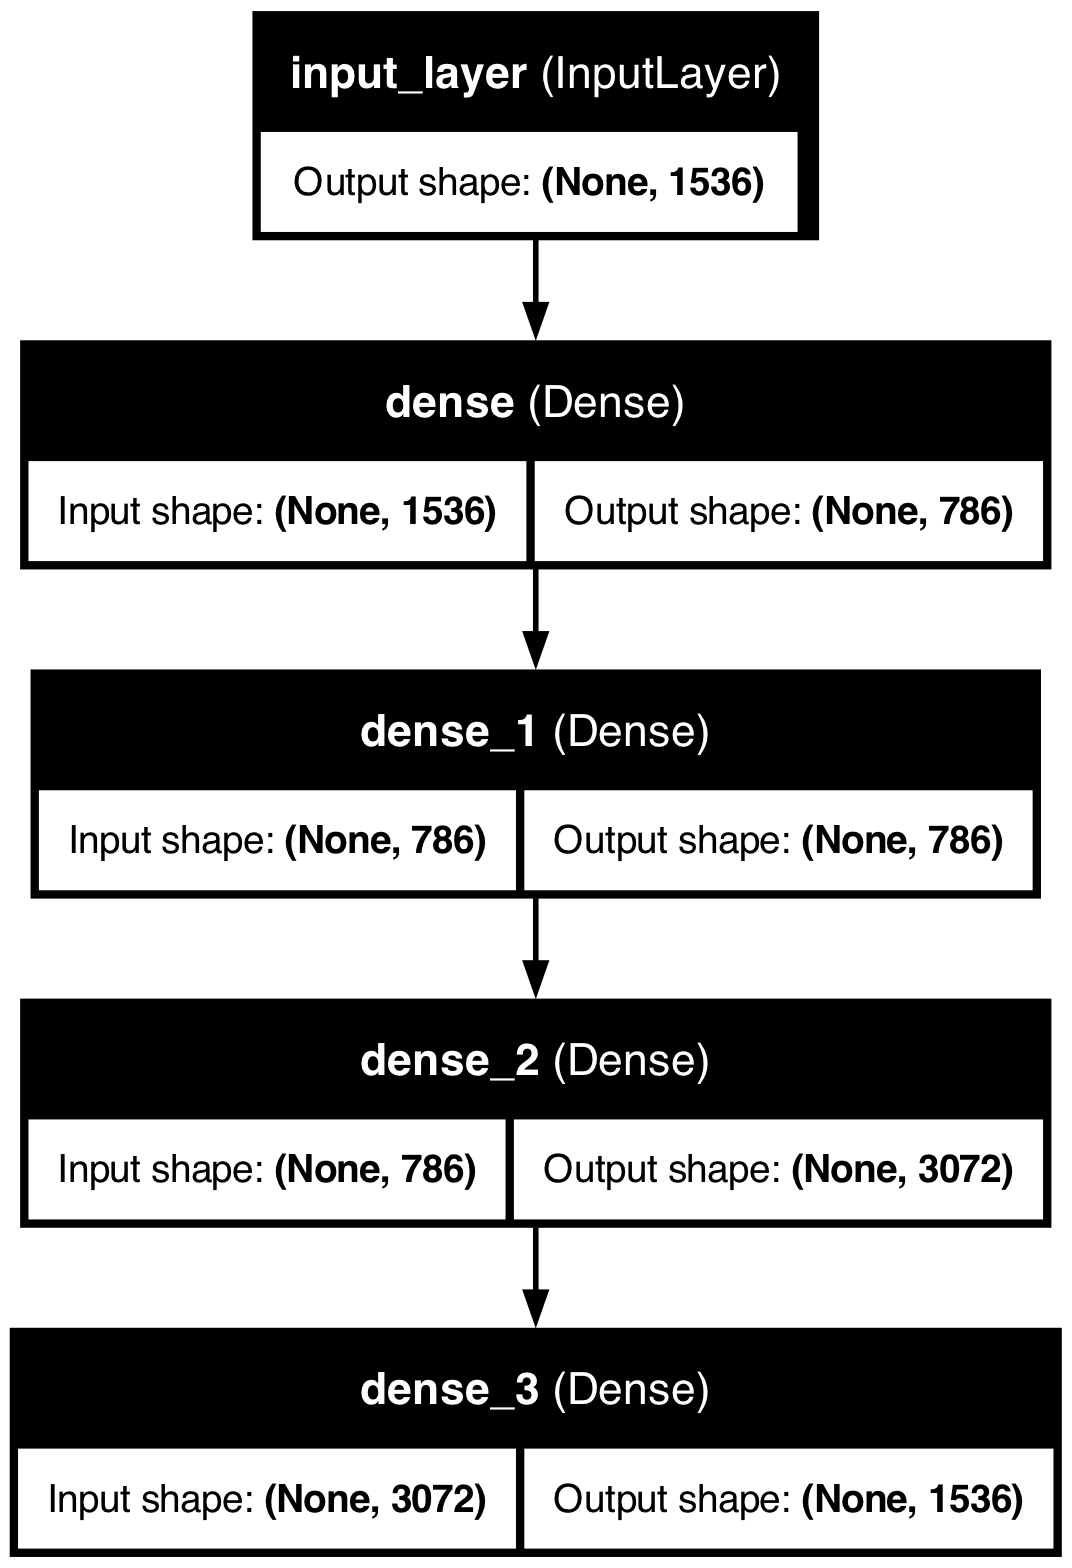 input_layer (InputLayer)
Output shape: (None, 1536)
dense (Dense)
Input shape: (None, 1536) Output shape: (None, 786)
dense_1 (Dense)
Input shape: (None, 786) Output shape: (None, 786)
dense_2 (Dense)
Input shape: (None, 786) Output shape: (None, 3072)
dense_3 (Dense)
Input shape: (None, 3072) Output shape: (None, 1536)